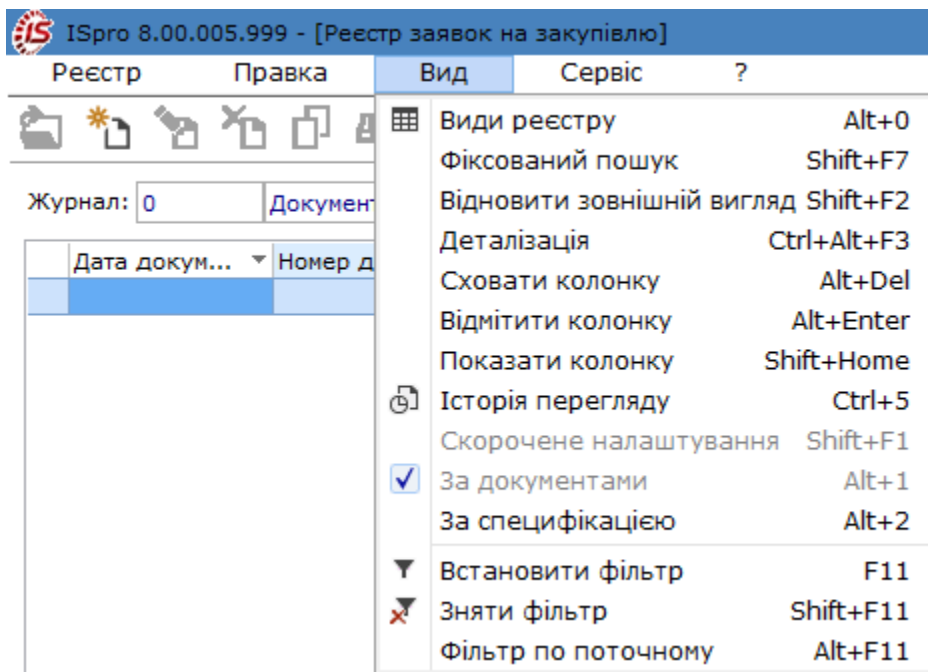 ISpro 8.00.005.999 - [Реєстр заявок на закупівлю]
Реєстр Правка Вид Сервіс ?
Види реєстру Alt+0
Фіксований пошук Shift+F7
Журнал: 0 Документ
Відновити зовнішній вигляд Shift+F2
Деталізація Ctrl+Alt+F3
Дата докум... Номер д
Сховати колонку Alt+Del
Відмітити колонку Alt+Enter
Показати колонку Shift+Home
Історія перегляду Ctrl+5
Скорочене налаштування Shift+F1
За документами Alt+1
За специфікацією Alt+2
Встановити фільтр F11
Зняти фільтр Shift+F11
Фільтр по поточному Alt+F11